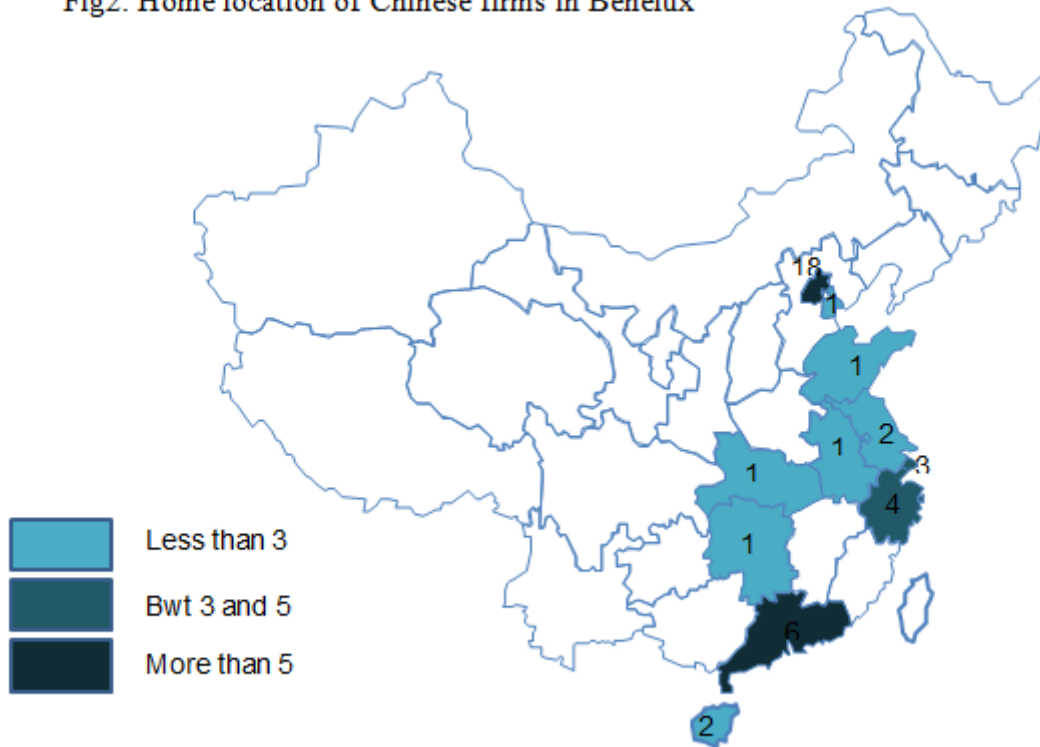 Fig2. Home location of Chinese firms in Benelux
18
1
1
2
1
3
1
4
1
6
2
Less than 3
Bwt 3 and 5
More than 5